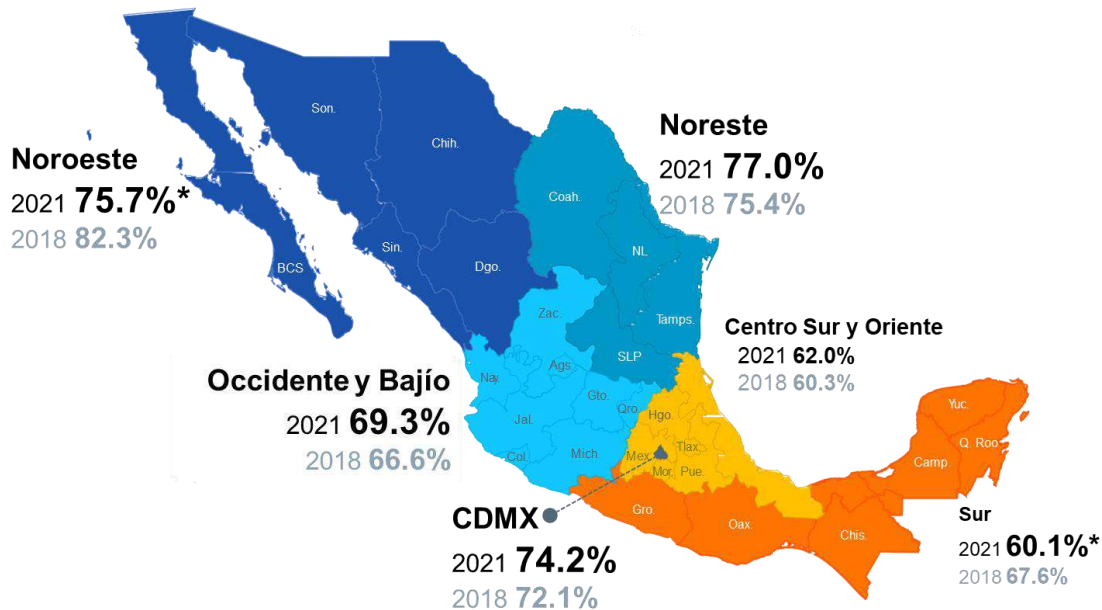 Noroeste
2021 75.7%*
2018 82.3%
Noreste
2021 77.0%
2018 75.4%
Centro Sur y Oriente
2021 62.0%
2018 60.3%
Occidente y Bajío
2021 69.3%
2018 66.6%
CDMX
2021 74.2%
2018 72.1%
Sur
2021 60.1%*
2018 67.6%
Son.
Chih.
Coah.
NL
Sin.
Dgo.
BCS
Tamps.
Zac.
SLP
Ags
Nay.
Gto.
Qro.
Hgo.
Jal.
Col.
Mich.
Mex.
Tlax.
Mor.
Pue.
Gro.
Oax.
Chis.
Camp.
Yuc.
Q. Roo